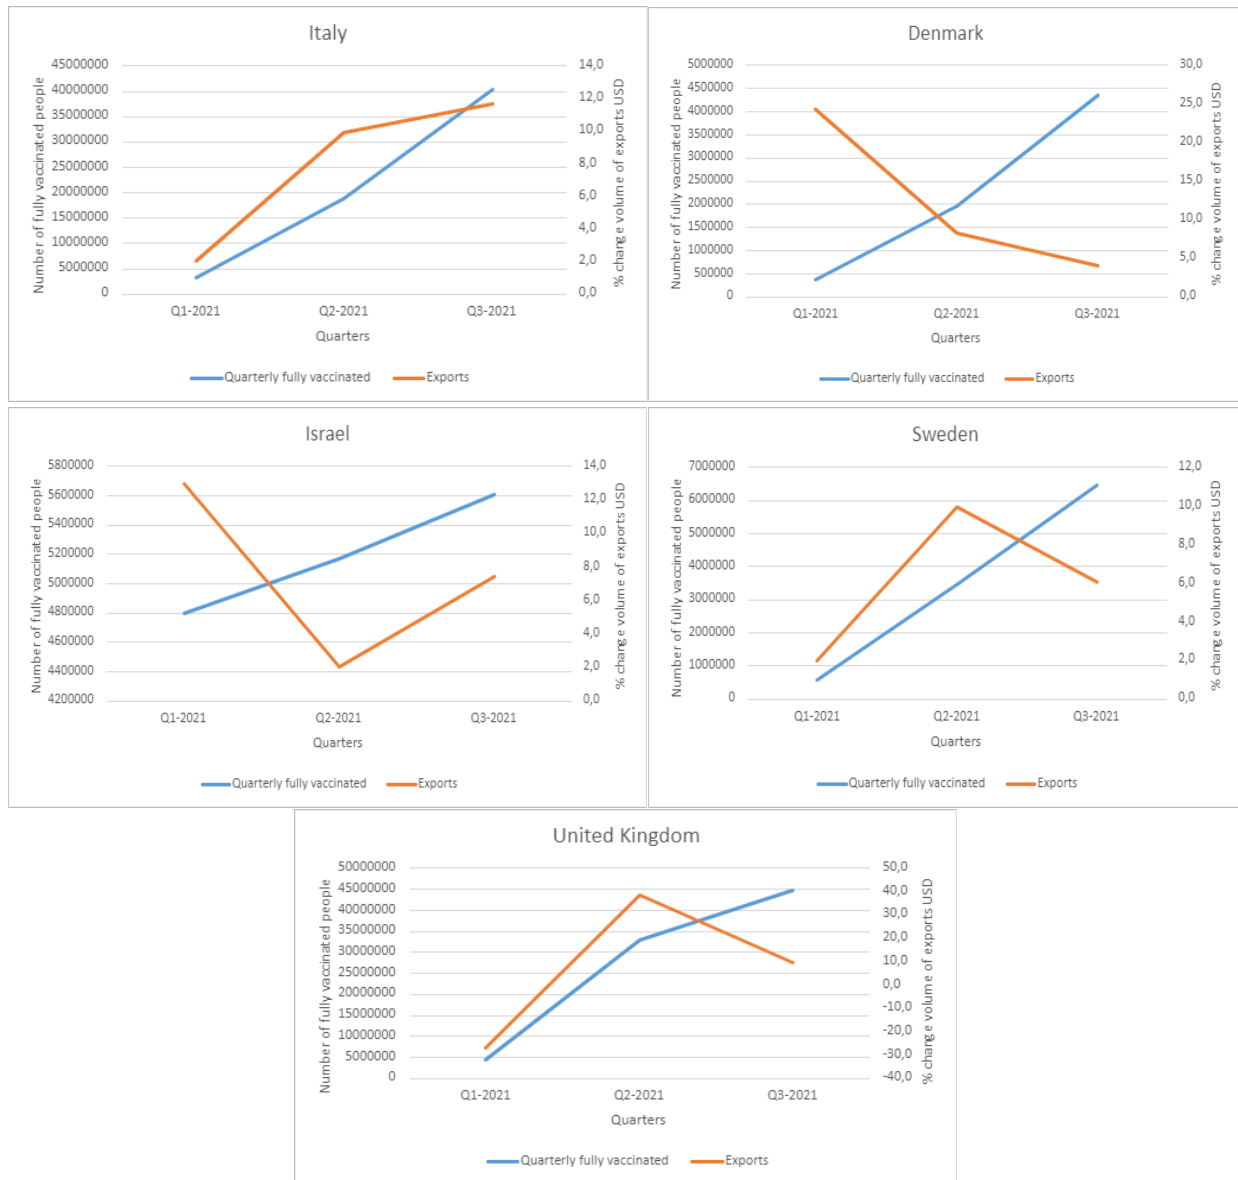 Italy
Number of fully vaccinated people
45000000
40000000
35000000
30000000
25000000
20000000
15000000
10000000
5000000
0
14,0
12,0
10,0
8,0
6,0
4,0
2,0
0,0
% change volume of exports USD
Q1-2021 Q2-2021 Q3-2021
Quarters
Quarterly fully vaccinated Exports
Denmark
Number of fully vaccinated people
5000000
4500000
4000000
3500000
3000000
2500000
2000000
1500000
1000000
500000
0
30,0
25,0
20,0
15,0
10,0
5,0
0,0
% change volume of exports USD
Q1-2021 Q2-2021 Q3-2021
Quarters
Quarterly fully vaccinated Exports
Israel
Number of fully vaccinated people
5800000
5600000
5400000
5200000
5000000
4800000
4600000
4400000
4200000
14,0
12,0
10,0
8,0
6,0
4,0
2,0
0,0
% change volume of exports USD
Q1-2021 Q2-2021 Q3-2021
Quarters
Quarterly fully vaccinated Exports
Sweden
Number of fully vaccinated people
7000000
6000000
5000000
4000000
3000000
2000000
1000000
0
12,0
10,0
8,0
6,0
4,0
2,0
0,0
% change volume of exports USD
Q1-2021 Q2-2021 Q3-2021
Quarters
Quarterly fully vaccinated Exports
United Kingdom
Number of fully vaccinated people
50000000
45000000
40000000
35000000
30000000
25000000
20000000
15000000
10000000
5000000
0
50,0
40,0
30,0
20,0
10,0
0,0
-10,0
-20,0
-30,0
-40,0
% change volume of exports USD
Q1-2021 Q2-2021 Q3-2021
Quarters
Quarterly fully vaccinated Exports